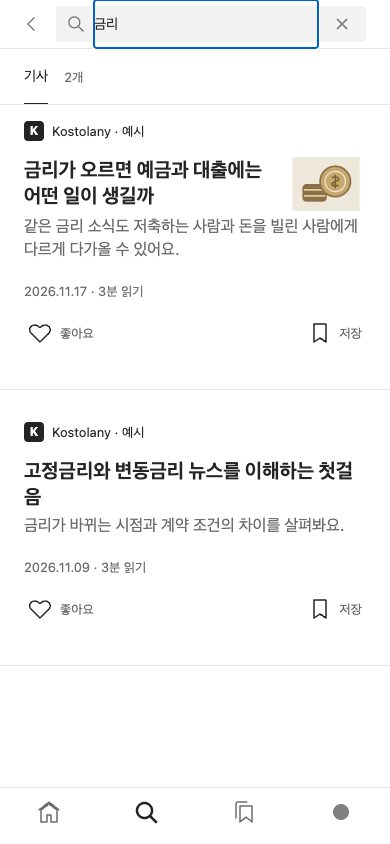 금리
기사 2개
K Kostolany · 예시
금리가 오르면 예금과 대출에는
어떤 일이 생길까
같은 금리 소식도 저축하는 사람과 돈을 빌린 사람에게
다르게 다가올 수 있어요.
2026.11.17 · 3분 읽기
좋아요 저장
K Kostolany · 예시
고정금리와 변동금리 뉴스를 이해하는 첫걸
음
금리가 바뀌는 시점과 계약 조건의 차이를 살펴봐요.
2026.11.09 · 3분 읽기
좋아요 저장